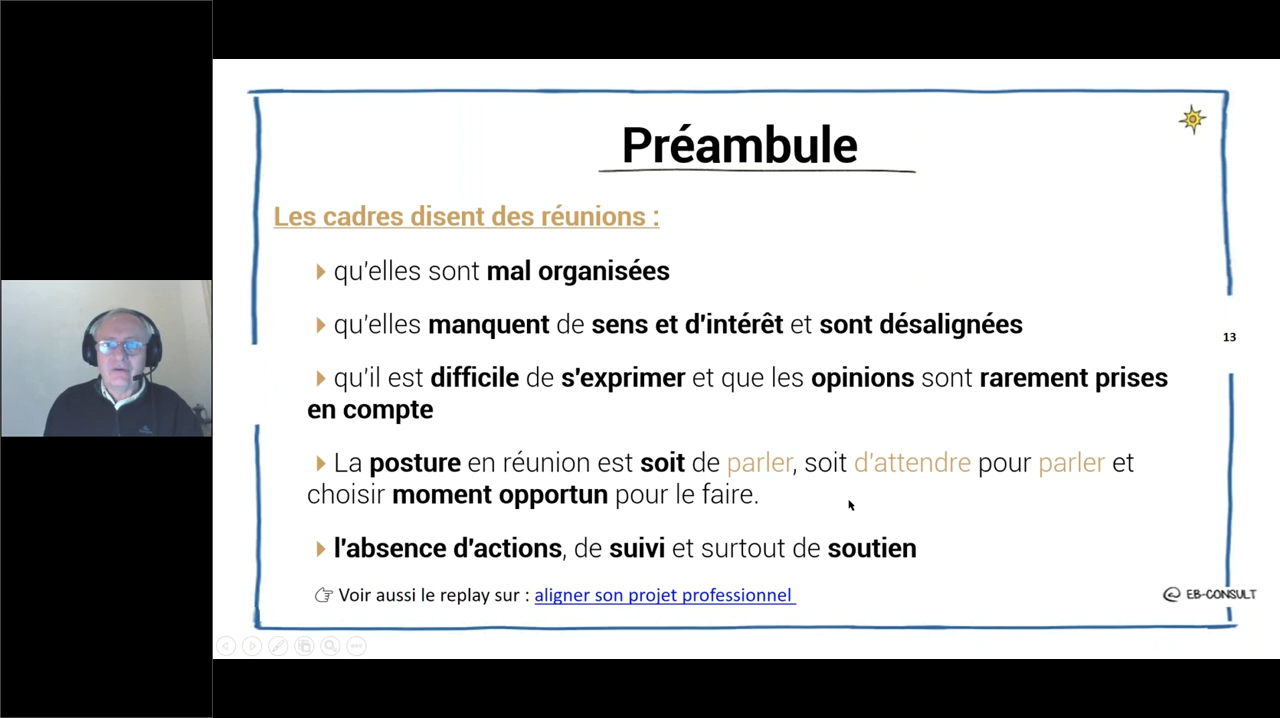 Préambule
Les cadres disent des réunions :
qu'elles sont mal organisées
qu'elles manquent de sens et d'intérêt et sont désalignées
13
qu'il est difficile de s'exprimer et que les opinions sont rarement prises
en compte
La posture en réunion est soit de parler, soit d'attendre pour parler et
choisir moment opportun pour le faire.
l'absence d'actions, de suivi et surtout de soutien
☞ Voir aussi le replay sur : aligner son projet professionnel
EB-CONSULT